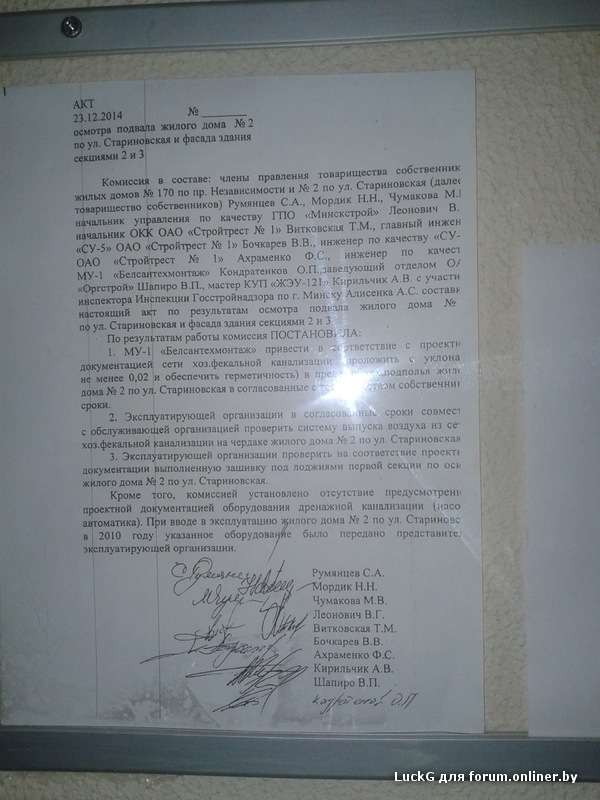 АКТ
23.12.2014 № ________
осмотра подвала жилого дома № 2
по ул. Стариновская и фасада здания
секциями 2 и 3
Комиссия в составе: члены правления товарищества собственник
жилых домов № 170 по пр. Независимости и № 2 по ул. Стариновская (далее
товарищество собственников) Румянцев С.А., Мордик Н.Н., Чумакова М.
начальник управления по качеству ГПО «Минскстрой» Леонович В.
начальник ОКК ОАО «Стройтрест № 1» Витковская Т.М., главный инжен
«СУ-5» ОАО «Стройтрест № 1» Бочкарев В.В., инженер по качеству «СУ-
ОАО «Стройтрест № 1» Ахраменко Ф.С., инженер по качест
МУ-1 «Белсантехмонтаж» Кондратенков О.П.,заведующий отделом ОА
«Оргстрой» Шапиро В.П., мастер КУП «ЖЭУ-121» Кирильчик А.В. с участи
инспектора Инспекции Госстройнадзора по г. Минску Алисенка А.С. состави
настоящий акт по результатам осмотра подвала жилого дома №
по ул. Стариновская и фасада здания секциями 2 и 3
По результатам работы комиссия ПОСТАНОВИЛА:
1. МУ-1 «Белсантехмонтаж» привести в соответствие с проектн
документацией сети хоз.фекальной канализации (проложить с уклона
не менее 0,02 и обеспечить герметичность) в техподполья жило
дома № 2 по ул. Стариновская в согласованные с собственник
сроки.
2. Эксплуатирующей организации в согласованные сроки совмест
с обслуживающей организацией проверить систему выпуска воздуха из се
хоз.фекальной канализации на чердаке жилого дома № 2 по ул. Стариновская
3. Эксплуатирующей организации проверить на соответствие проектн
документации выполненную зашивку под лоджиями первой секции по оси
жилого дома № 2 по ул. Стариновская.
Кроме того, комиссией установлено отсутствие предусмотренн
проектной документацией оборудования дренажной канализации (насо
автоматика). При вводе в эксплуатацию жилого дома № 2 по ул. Стариновс
в 2010 году указанное оборудование было передано представите
эксплуатирующей организации.
Румянцев С.А.
Мордик Н.Н.
Чумакова М.В.
Леонович В.Г.
Витковская Т.М.
Бочкарев В.В.
Ахраменко Ф.С.
Кирильчик А.В.
Шапиро В.П.
О.П
LuckG для forum.onliner.by